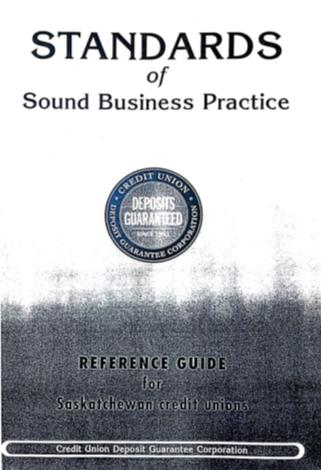 STANDARDS
of
Sound Business Practice
CREDIT UNION
DEPOSITS
GUARANTEED
SINCE 1953
DEPOSIT GUARANTEE CORPORATION
REFERENCE GUIDE
for
Saskatchewan credit unions
Credit Union Deposit Guarantee Corporation